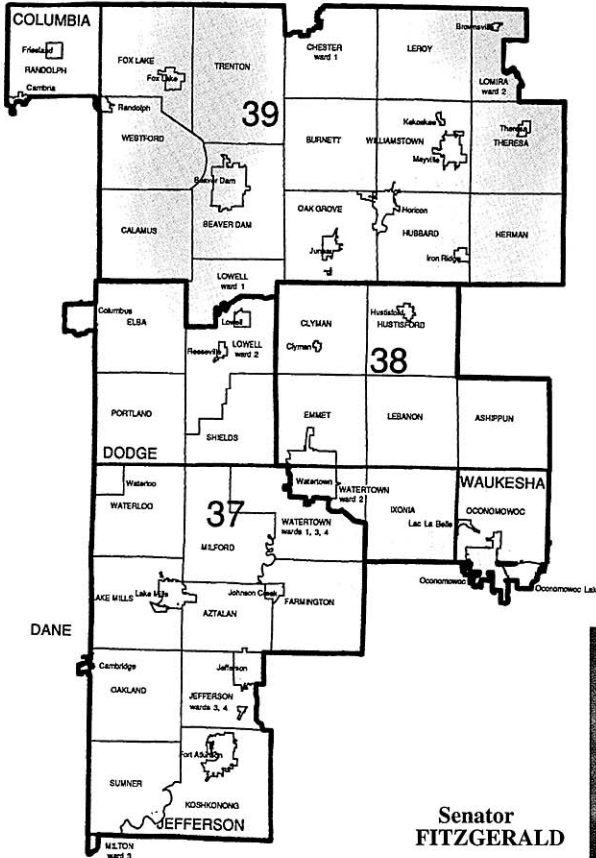 COLUMBIA
Friesland
RANDOLPH
Cambria
FOX LAKE
Fox Lake
Randolph
TRENTON
39
CHESTER
ward 1
LEROY
Brownsville
LOMIRA
ward 2
WESTFORD
BURNETT
WILLIAMSTOWN
Kekoskee
Mayville
Theresa
THERESA
Beaver Dam
BEAVER DAM
CALAMUS
OAK GROVE
Juneau
Horicon
HUBBARD
Iron Ridge
HERMAN
LOWELL
ward 1
Columbus
ELBA
Lowell
Reeseville
LOWELL
ward 2
CLYMAN
Clyman
Hustisford
HUSTISFORD
38
PORTLAND
SHIELDS
EMMET
LEBANON
ASHIPPUN
DODGE
Waterloo
WATERLOO
37
MILFORD
Watertown
WATERTOWN
ward 2
WATERTOWN
wards 1, 3, 4
IXONIA
WAUKESHA
OCONOMOWOC
Lac La Belle
Oconomowoc
Oconomowoc Lake
LAKE MILLS
Lake Mills
AZTALAN
Johnson Creek
FARMINGTON
DANE
Cambridge
OAKLAND
Jefferson
JEFFERSON
wards 3, 4
SUMNER
Fort Atkinson
KOSHKONONG
JEFFERSON
MILTON
ward 3
Senator
FITZGERALD